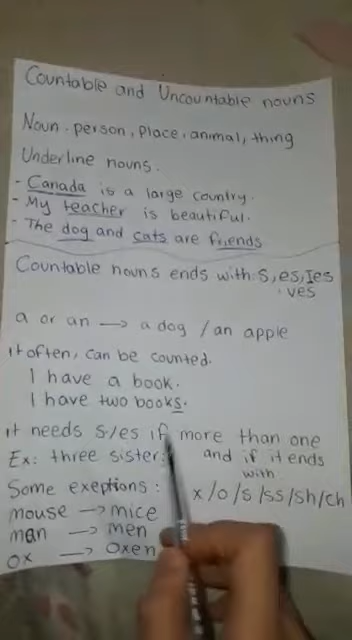 Countable and Uncountable nouns
Noun. person, place, animal, thing
Underline nouns.
- Canada is a large country.
- My teacher is beautiful.
- The dog and cats are friends
Countable nouns ends with: s, es, Ies
ves
a or an → a dog / an apple
it often, can be counted.
I have a book.
I have two books.
it needs s/es if more than one
Ex: three sister
and if it ends
with
Some exeptions :
x/o/s/ss/sh/ch
mouse → mice
man → men
ox → oxen